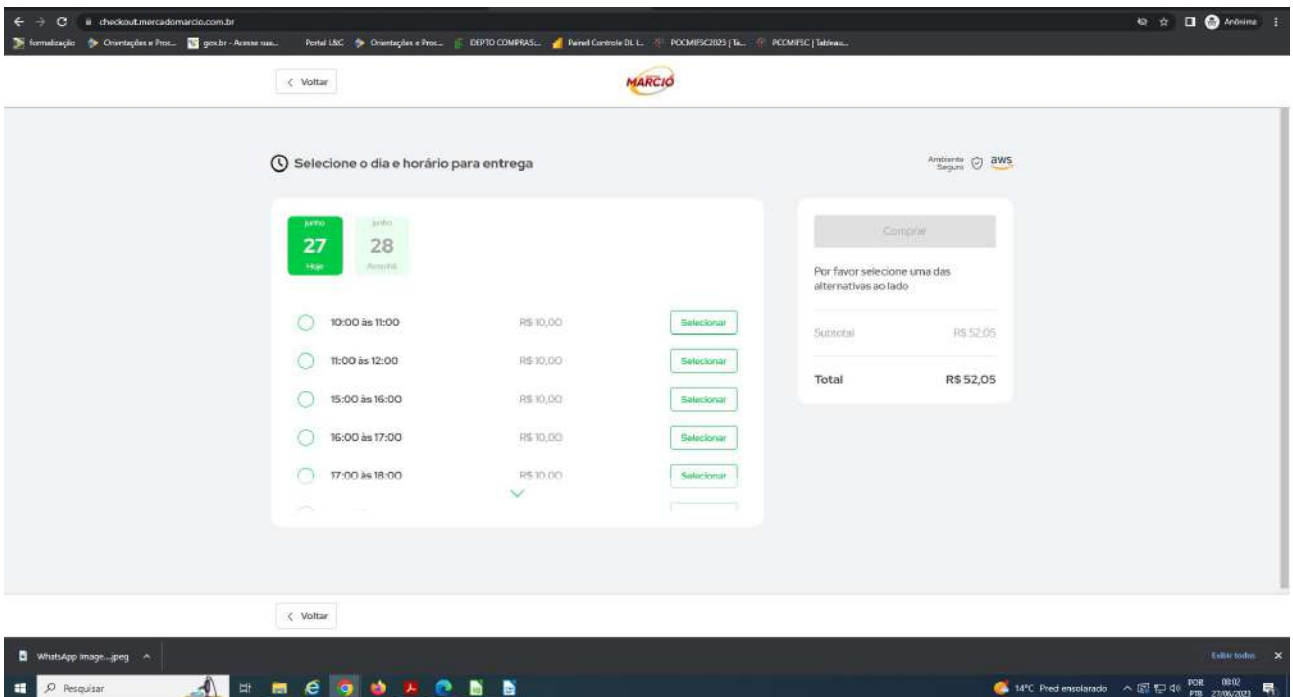 checkout.mercadomarcio.com.br
Anônima
formalização
Orientações e Proc...
gov.br - Acesse sua...
Portal L&C
Orientações e Proc...
DEPTO COMPRAS:...
Painel Controle DL L...
POCMIFSC2023 | Ta...
PCCMIFSC | Tableau...
Voltar
MARCIO
Selecione o dia e horário para entrega
Ambiente Seguro
aws
junho
27
Hoje
junho
28
Amanhã
Comprar
Por favor selecione uma das
alternativas ao lado
10:00 às 11:00 R$ 10,00 Selecionar
11:00 às 12:00 R$ 10,00 Selecionar
15:00 às 16:00 R$ 10,00 Selecionar
16:00 às 17:00 R$ 10,00 Selecionar
17:00 às 18:00 R$ 10,00 Selecionar
Subtotal R$ 52,05
Total R$ 52,05
Voltar
WhatsApp Image...jpeg
Exibir todos
Pesquisar
14°C Pred ensolarado
POR
PTB
08:02
27/06/2023